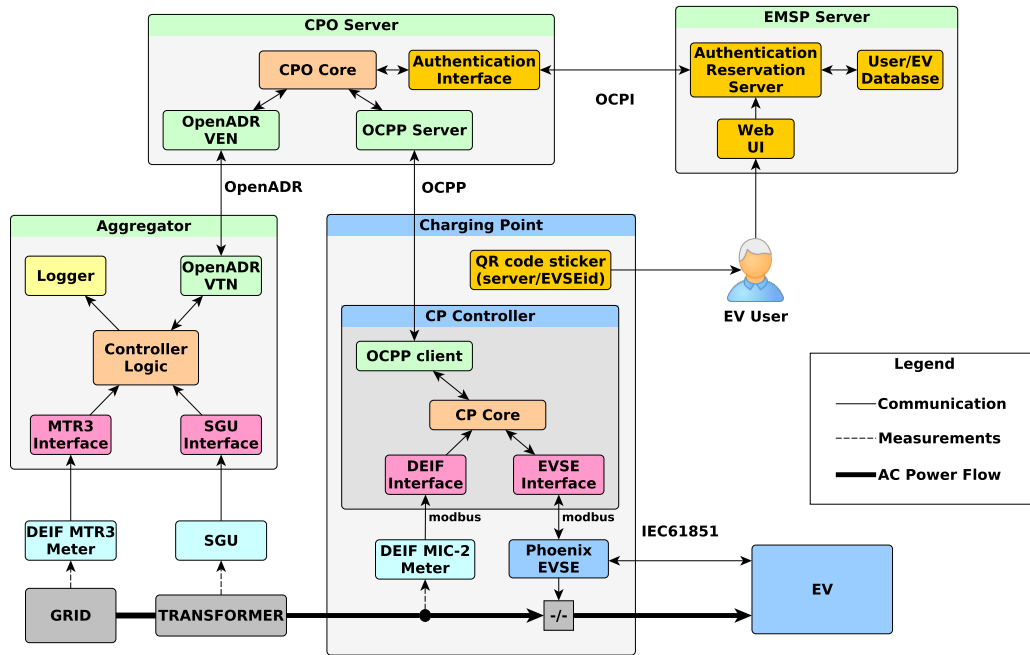 CPO Server
CPO Core
Authentication
Interface
OpenADR
VEN
OCPP Server
OCPI
EMSP Server
Authentication
Reservation
Server
User/EV
Database
Web
UI
OpenADR
OCPP
Aggregator
Logger
OpenADR
VTN
Controller
Logic
MTR3
Interface
SGU
Interface
Charging Point
QR code sticker
(server/EVSEid)
EV User
CP Controller
OCPP client
CP Core
DEIF
Interface
EVSE
Interface
modbus
modbus
IEC61851
DEIF MTR3
Meter
SGU
DEIF MIC-2
Meter
Phoenix
EVSE
EV
GRID
TRANSFORMER
-/-
Legend
Communication
Measurements
AC Power Flow